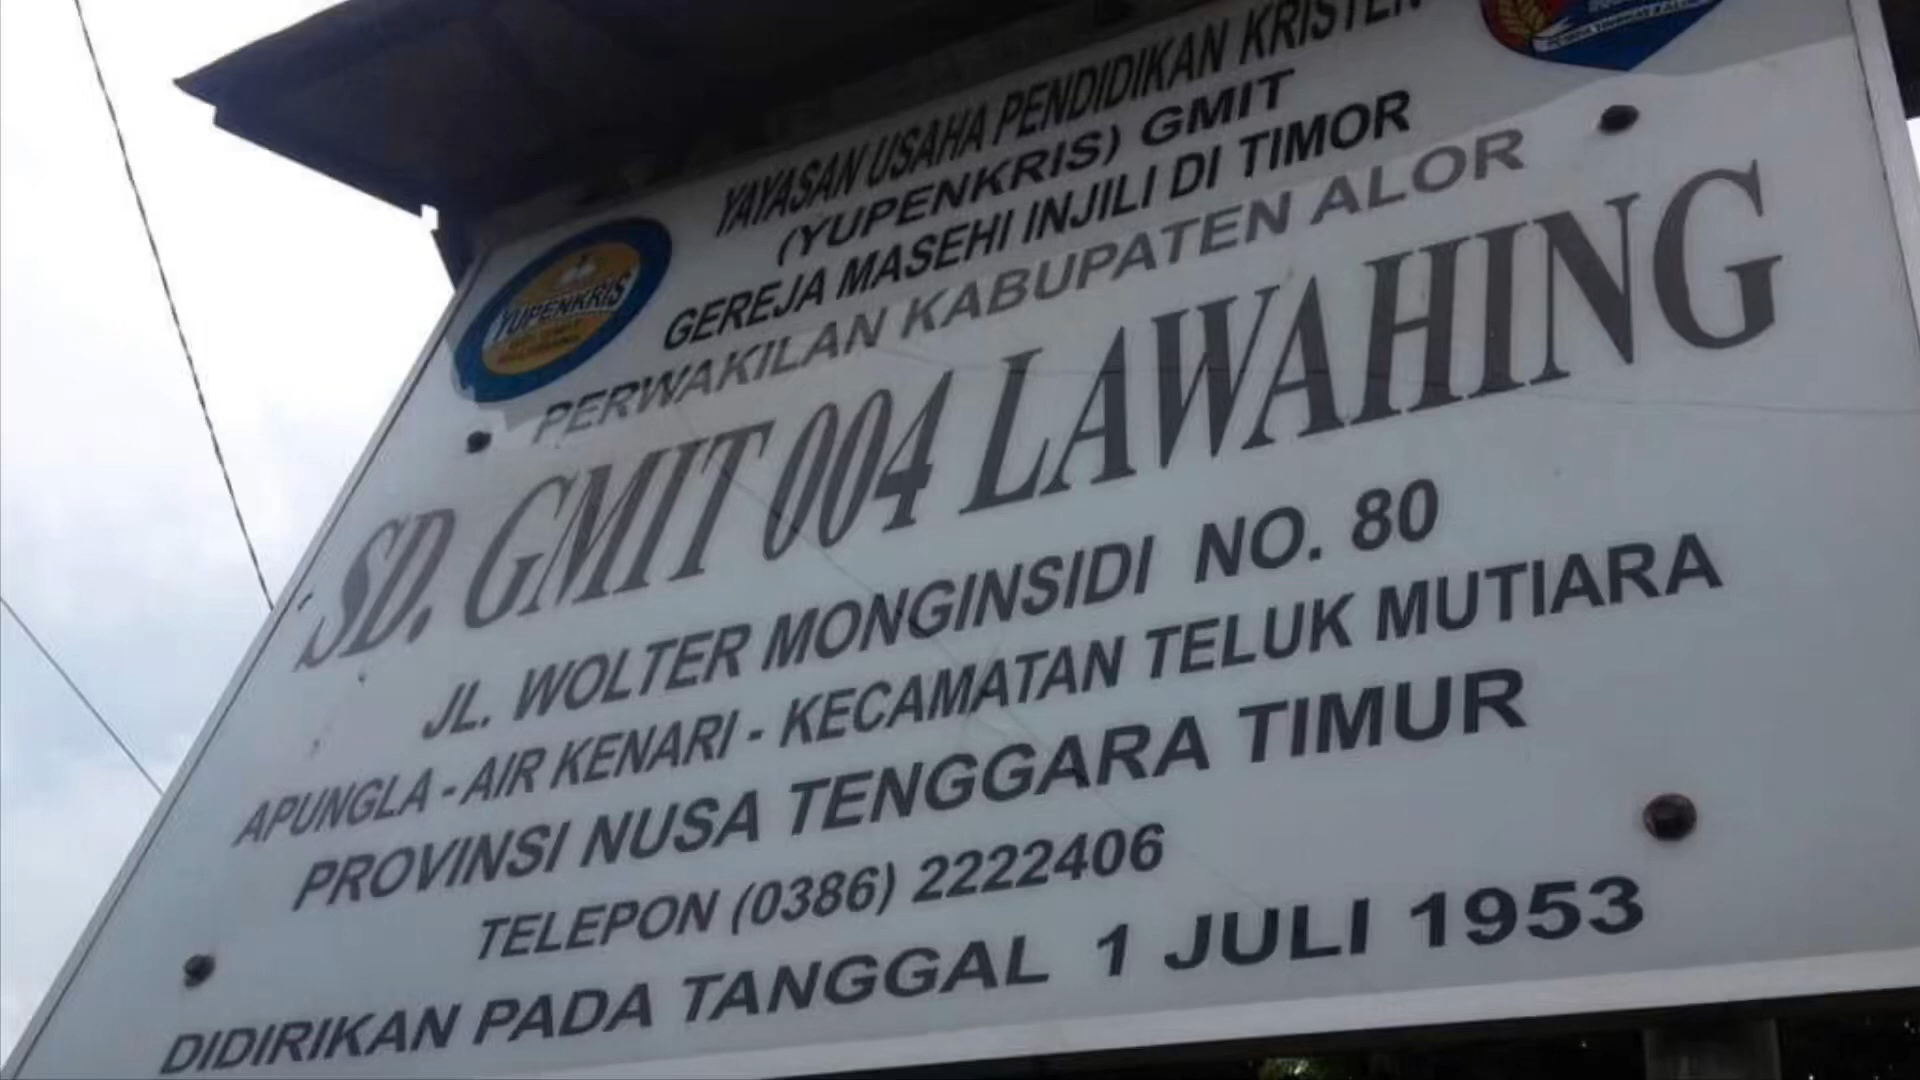 YAYASAN USAHA PENDIDIKAN KRISTEN
(YUPENKRIS) GMIT
GEREJA MASEHI INJILI DI TIMOR
PERWAKILAN KABUPATEN ALOR
YUPENKRIS
SD. GMIT 004 LAWAHING
JL. WOLTER MONGINSIDI NO. 80
APUNGLA - AIR KENARI - KECAMATAN TELUK MUTIARA
PROVINSI NUSA TENGGARA TIMUR
TELEPON (0386) 2222406
DIDIRIKAN PADA TANGGAL 1 JULI 1953